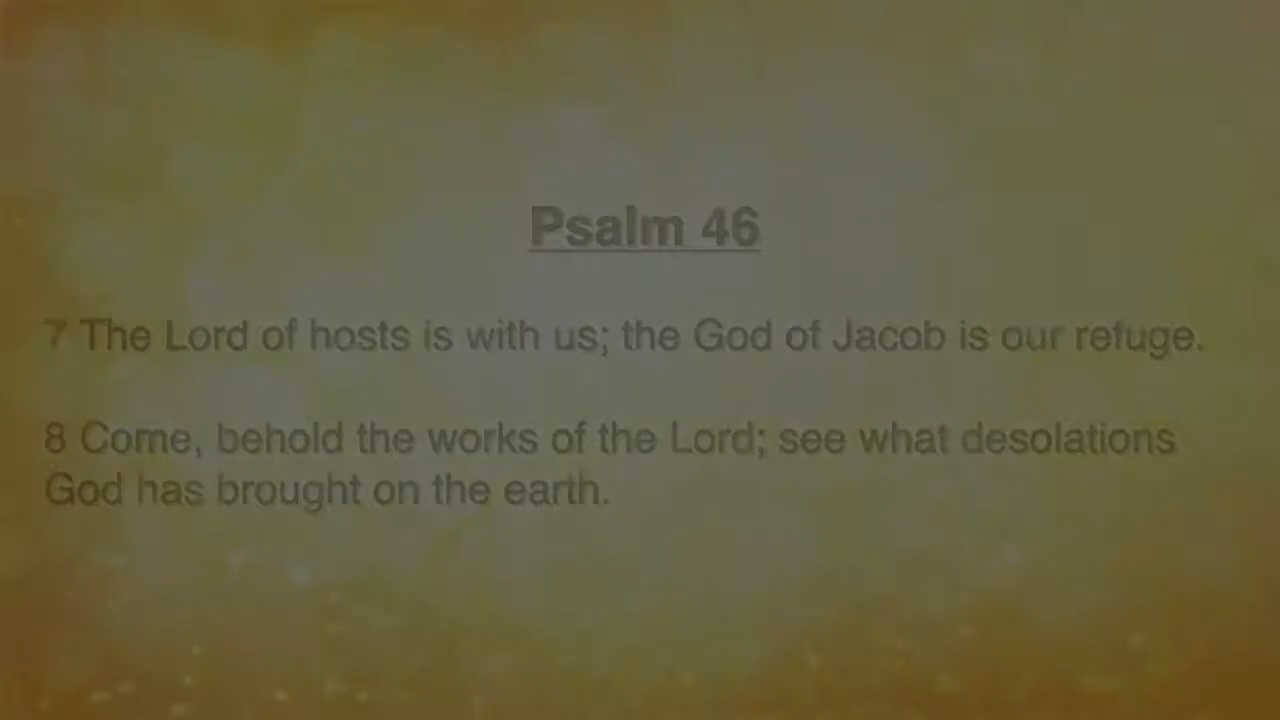 Psalm 46
7 The Lord of hosts is with us; the God of Jacob is our refuge.
8 Come, behold the works of the Lord; see what desolations
God has brought on the earth.